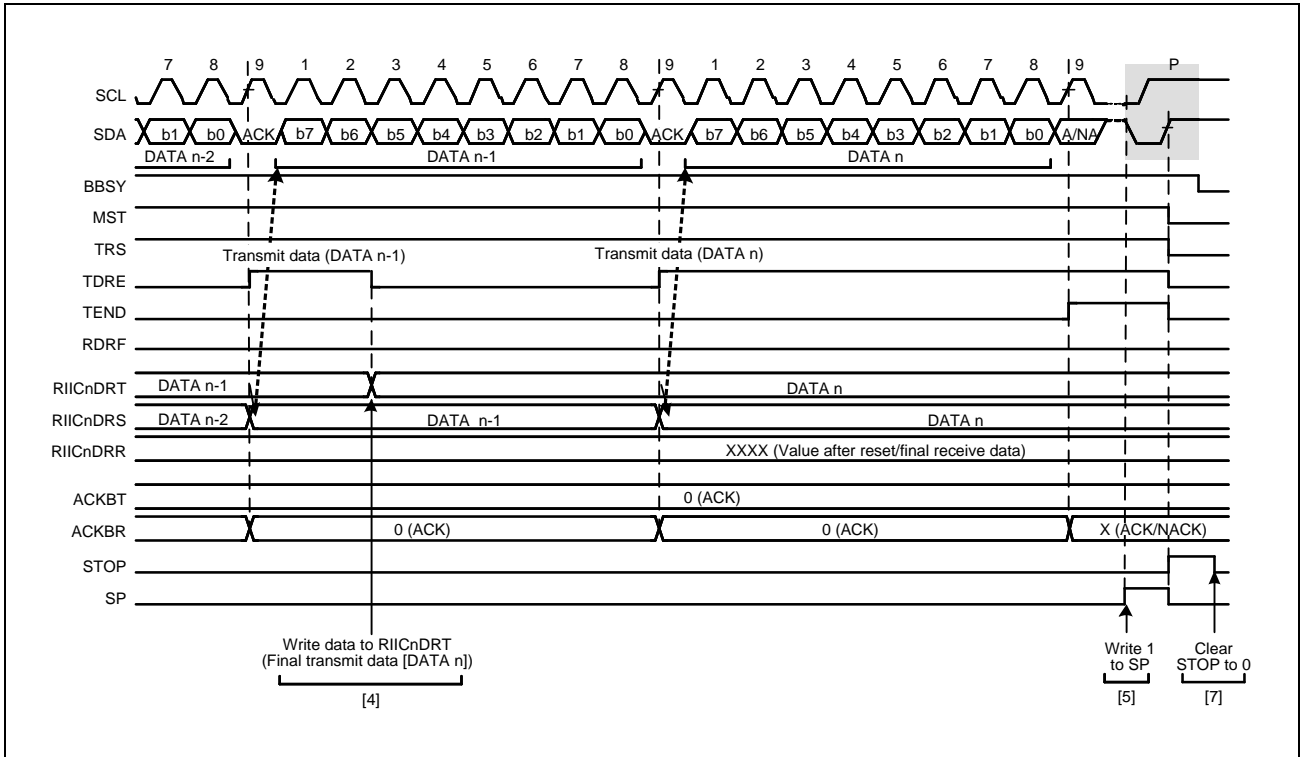 7 8 9 1 2 3 4 5 6 7 8 9 1 2 3 4 5 6 7 8 9 P
SCL
SDA b1 b0 ACK b7 b6 b5 b4 b3 b2 b1 b0 ACK b7 b6 b5 b4 b3 b2 b1 b0 A/NA
DATA n-2 DATA n-1 DATA n
BBSY
MST
TRS
Transmit data (DATA n-1) Transmit data (DATA n)
TDRE
TEND
RDRF
RIICnDRT DATA n-1 DATA n
RIICnDRS DATA n-2 DATA n-1 DATA n
RIICnDRR XXXX (Value after reset/final receive data)
ACKBT 0 (ACK)
ACKBR 0 (ACK) 0 (ACK) X (ACK/NACK)
STOP
SP
Write data to RIICnDRT
(Final transmit data [DATA n])
[4]
Write 1
to SP
[5]
Clear
STOP to 0
[7]